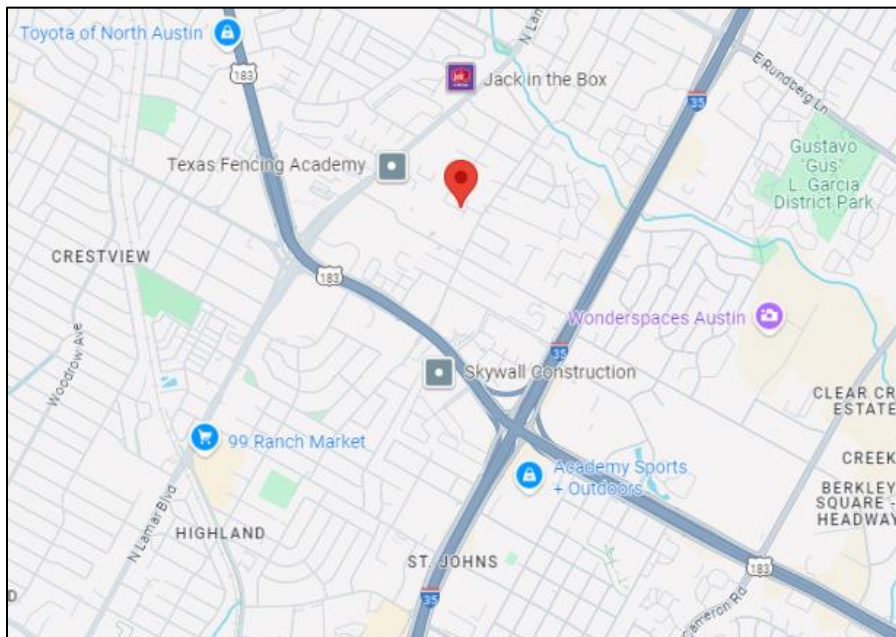 Toyota of North Austin
183
N La
Jack in the Box
35
E Rundberg Ln
Texas Fencing Academy
Gustavo
"Gus"
L. Garcia
District Park
CRESTVIEW
183
Wonderspaces Austin
35
Woodrow Ave
Skywall Construction
CLEAR CR
ESTATE
99 Ranch Market
CREEK
Academy Sports
+ Outdoors
BERKLEY
SQUARE -
HEADWAY
N Lamar Blvd
HIGHLAND
ST. JOHNS
183
D
35
Cameron Rd